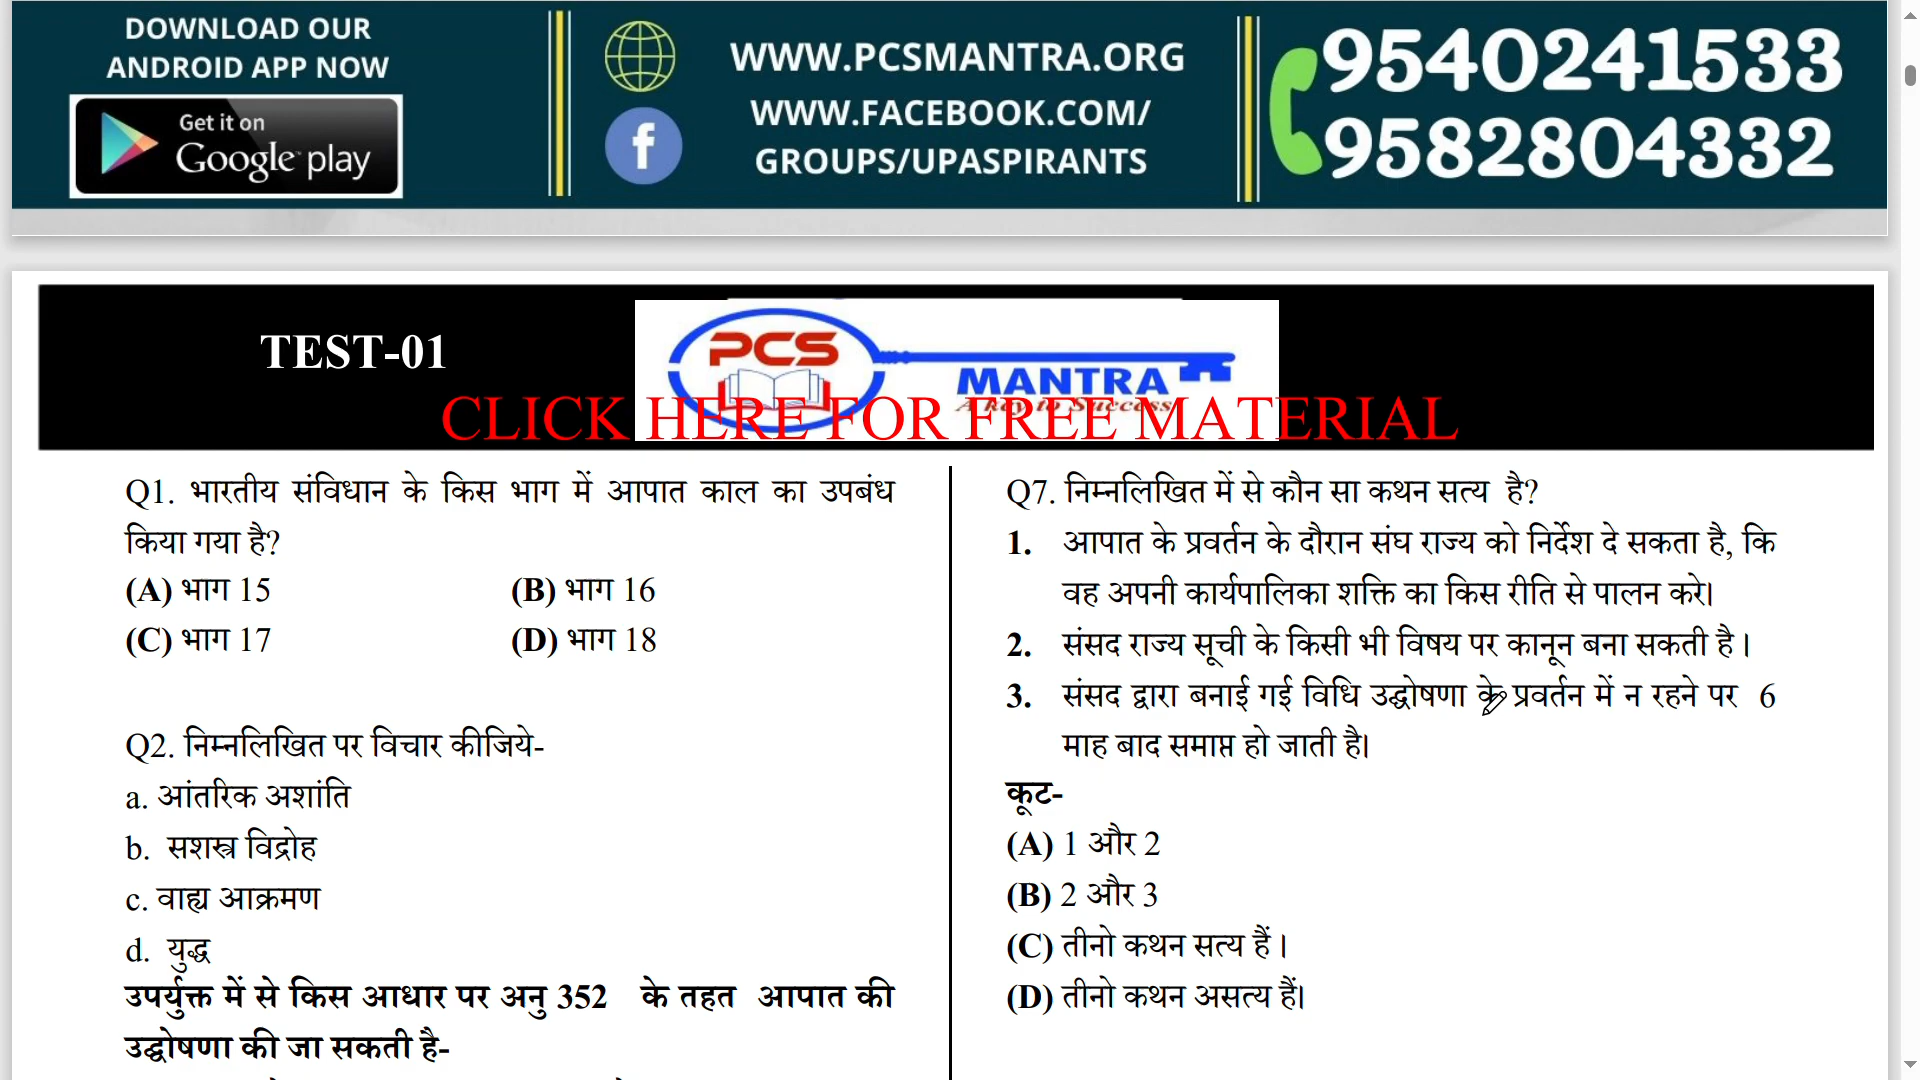 DOWNLOAD OUR
ANDROID APP NOW
Get it on
Google play
WWW.PCSMANTRA.ORG
WWW.FACEBOOK.COM/
GROUPS/UPASPIRANTS
9540241533
9582804332
TEST-01
PCS
MANTRA
A key to Success
CLICK HERE FOR FREE MATERIAL
Q1. भारतीय संविधान के किस भाग में आपात काल का उपबंध
किया गया है?
(A) भाग 15 (B) भाग 16
(C) भाग 17 (D) भाग 18
Q2. निम्नलिखित पर विचार कीजिये-
a. आंतरिक अशांति
b. सशस्त्र विद्रोह
c. वाह्य आक्रमण
d. युद्ध
उपर्युक्त में से किस आधार पर अनु 352 के तहत आपात की
उद्घोषणा की जा सकती है-
Q7. निम्नलिखित में से कौन सा कथन सत्य है?
1. आपात के प्रवर्तन के दौरान संघ राज्य को निर्देश दे सकता है, कि
वह अपनी कार्यपालिका शक्ति का किस रीति से पालन करे।
2. संसद राज्य सूची के किसी भी विषय पर कानून बना सकती है।
3. संसद द्वारा बनाई गई विधि उद्घोषणा के प्रवर्तन में न रहने पर 6
माह बाद समाप्त हो जाती है।
कूट-
(A) 1 और 2
(B) 2 और 3
(C) तीनो कथन सत्य हैं।
(D) तीनो कथन असत्य हैं।